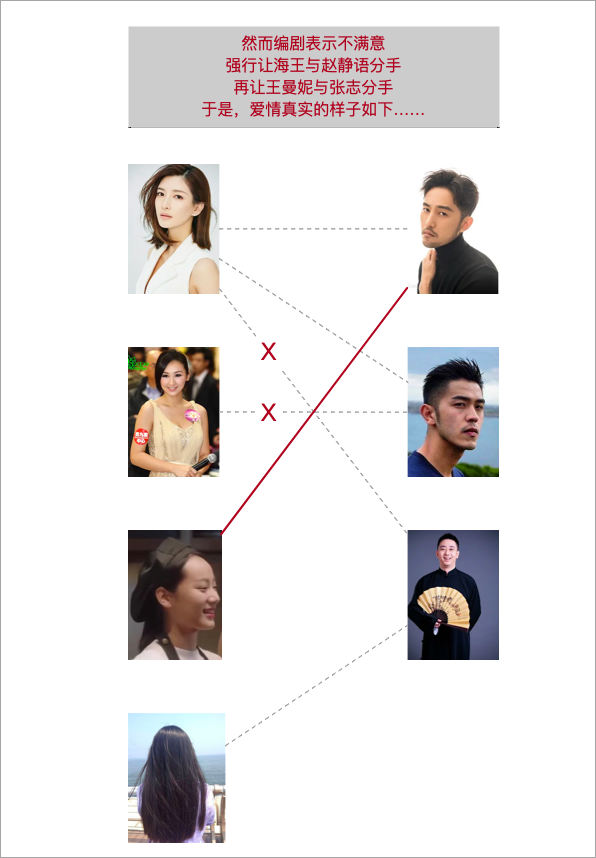 然而编剧表示不满意
强行让海王与赵静语分手
再让王曼妮与张志分手
于是，爱情真实的样子如下……
X
X